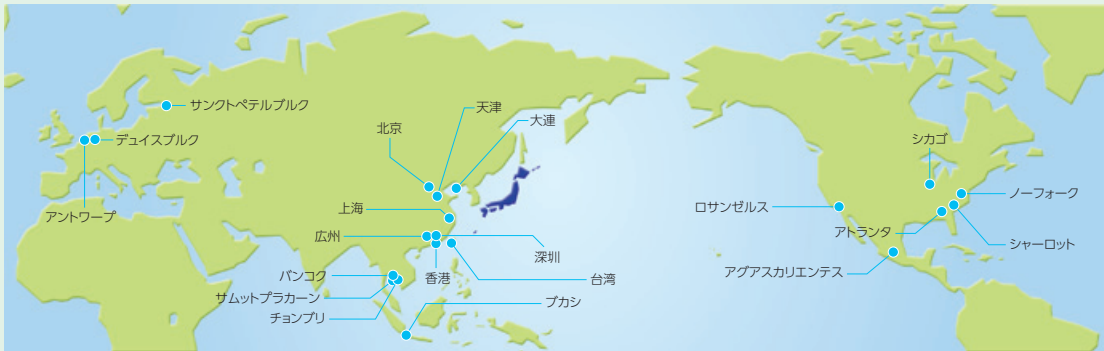 サンクトペテルブルク
デュイスブルク
アントワープ
北京
天津
大連
上海
広州
深圳
香港
台湾
バンコク
サムットプラカーン
チョンブリ
ブカシ
シカゴ
ノーフォーク
ロサンゼルス
アトランタ
シャーロット
アグアスカリエンテス